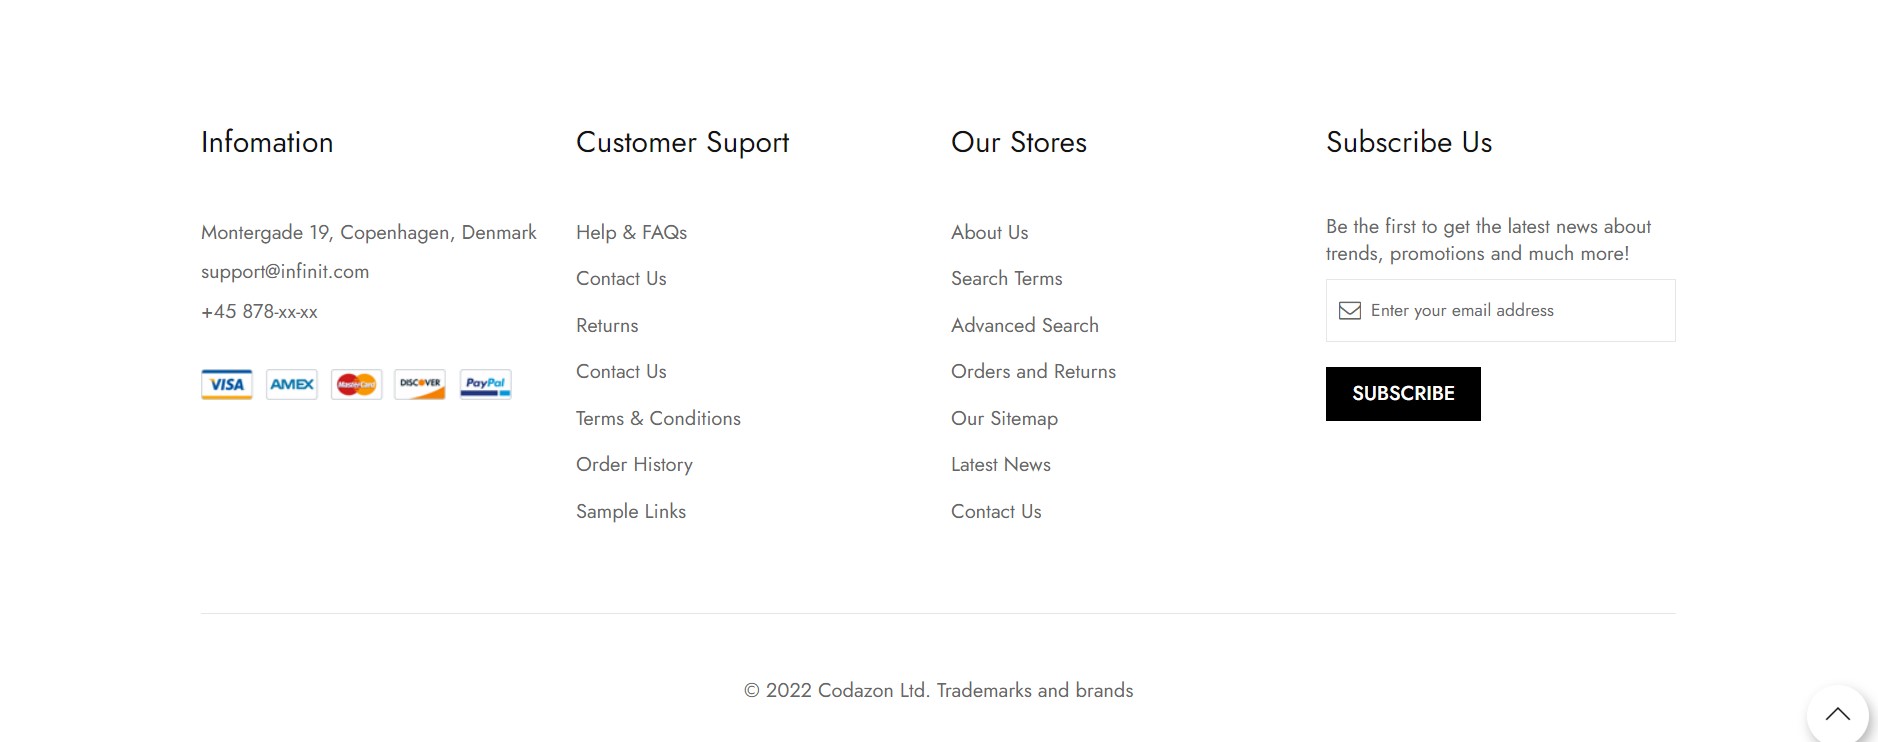 Infomation
Montergade 19, Copenhagen, Denmark
support@infinit.com
+45 878-xx-xx
VISA AMEX MasterCard DISCOVER PayPal
Customer Suport
Help & FAQs
Contact Us
Returns
Contact Us
Terms & Conditions
Order History
Sample Links
Our Stores
About Us
Search Terms
Advanced Search
Orders and Returns
Our Sitemap
Latest News
Contact Us
Subscribe Us
Be the first to get the latest news about
trends, promotions and much more!
Enter your email address
SUBSCRIBE
© 2022 Codazon Ltd. Trademarks and brands